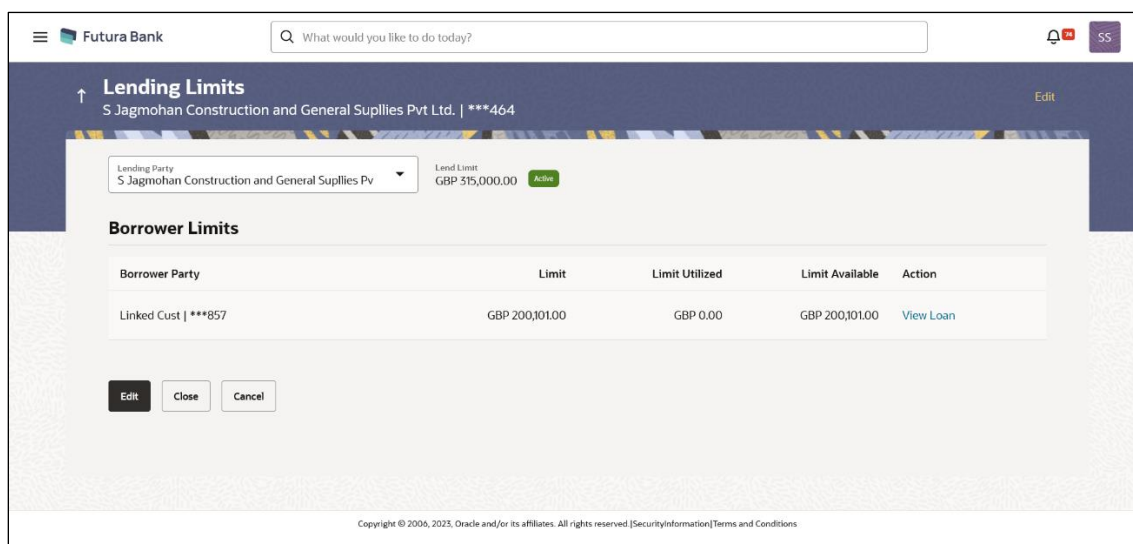 Futura Bank
What would you like to do today?
74
SS
Lending Limits
S Jagmohan Construction and General Supllies Pvt Ltd. | ***464
Edit
Lending Party
S Jagmohan Construction and General Supllies Pv
Lend Limit
GBP 315,000.00 Active
Borrower Limits
Borrower Party Limit Limit Utilized Limit Available Action
Linked Cust | ***857 GBP 200,101.00 GBP 0.00 GBP 200,101.00 View Loan
Edit Close Cancel
Copyright © 2006, 2023, Oracle and/or its affiliates. All rights reserved.|SecurityInformation|Terms and Conditions